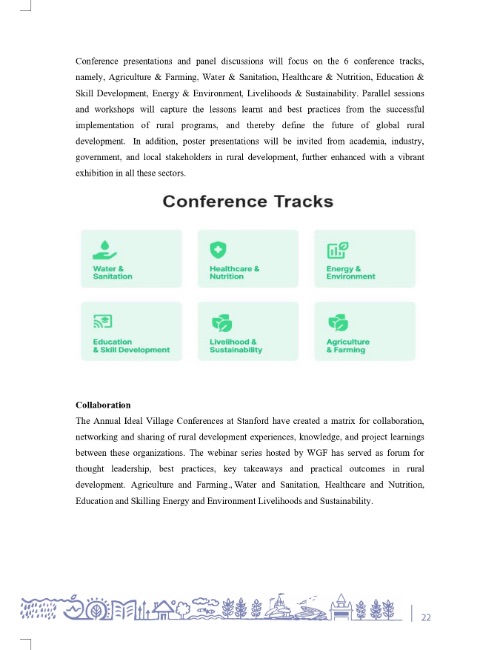 Conference presentations and panel discussions will focus on the 6 conference tracks,
namely, Agriculture & Farming, Water & Sanitation, Healthcare & Nutrition, Education &
Skill Development, Energy & Environment, Livelihoods & Sustainability. Parallel sessions
and workshops will capture the lessons learnt and best practices from the successful
implementation of rural programs, and thereby define the future of global rural
development. In addition, poster presentations will be invited from academia, industry,
government, and local stakeholders in rural development, further enhanced with a vibrant
exhibition in all these sectors.
Conference Tracks
Water &
Sanitation
Healthcare &
Nutrition
Energy &
Environment
Education
& Skill Development
Livelihood &
Sustainability
Agriculture
& Farming
Collaboration
The Annual Ideal Village Conferences at Stanford have created a matrix for collaboration,
networking and sharing of rural development experiences, knowledge, and project learnings
between these organizations. The webinar series hosted by WGF has served as forum for
thought leadership, best practices, key takeaways and practical outcomes in rural
development. Agriculture and Farming., Water and Sanitation, Healthcare and Nutrition,
Education and Skilling Energy and Environment Livelihoods and Sustainability.
22